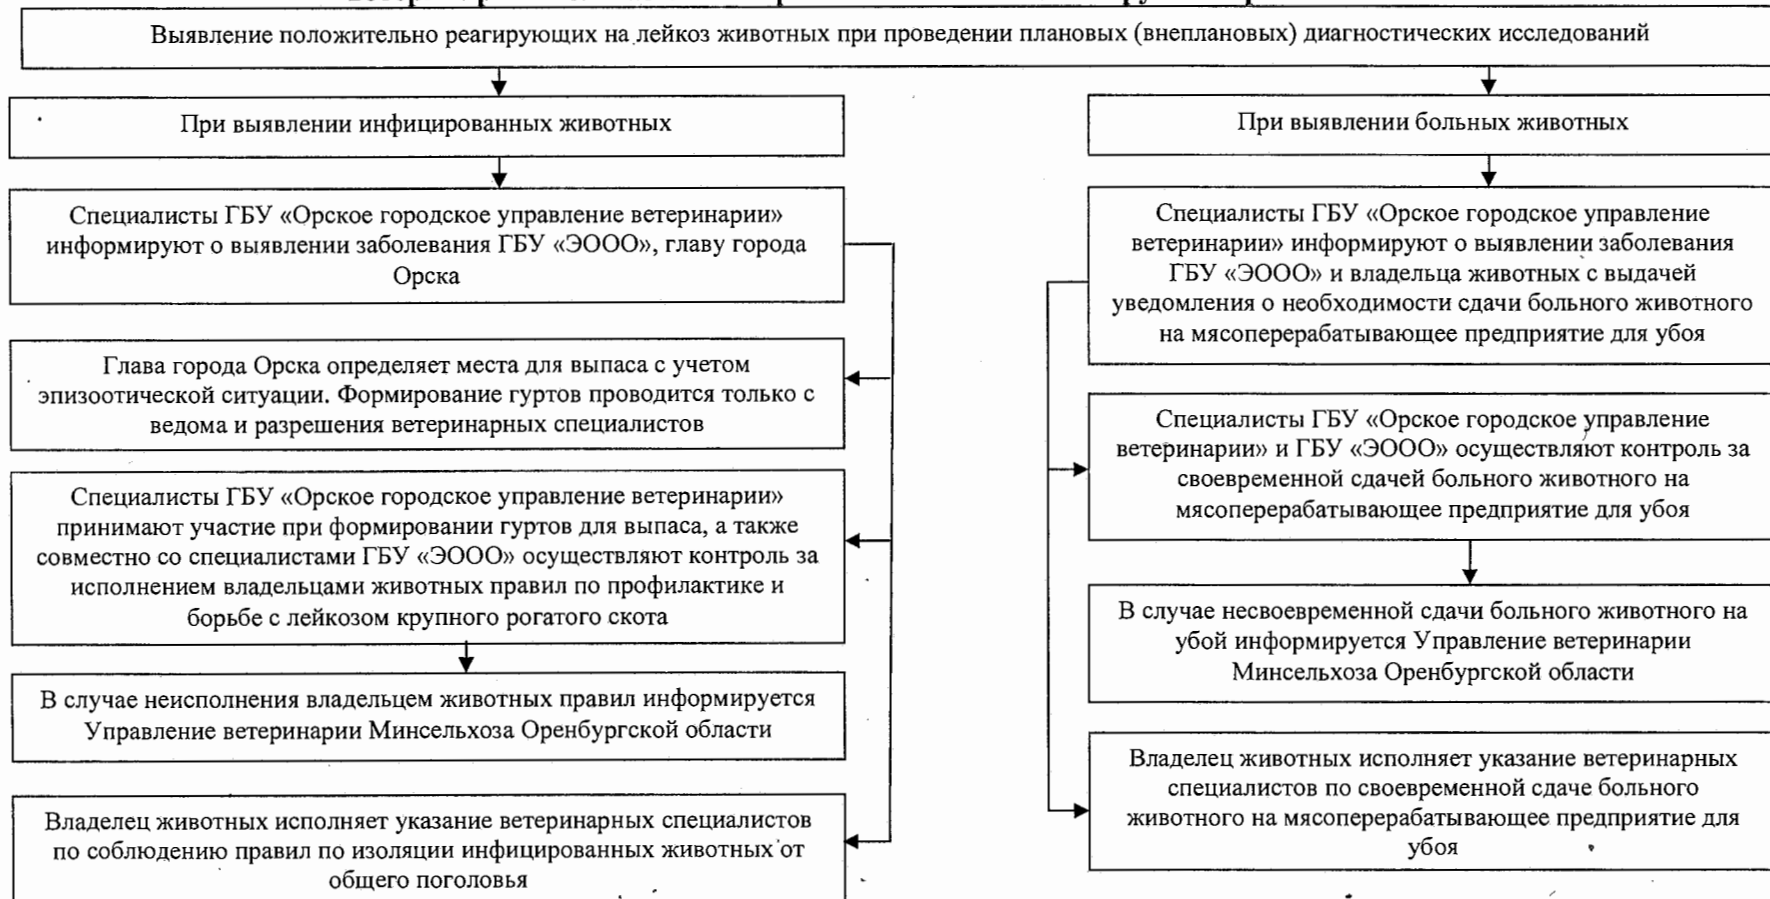 Выявление положительно реагирующих на лейкоз животных при проведении плановых (внеплановых) диагностических исследований
При выявлении инфицированных животных
Специалисты ГБУ «Орское городское управление ветеринарии»
информируют о выявлении заболевания ГБУ «ЭООО», главу города
Орска
Глава города Орска определяет места для выпаса с учетом
эпизоотической ситуации. Формирование гуртов проводится только с
ведома и разрешения ветеринарных специалистов
Специалисты ГБУ «Орское городское управление ветеринарии»
принимают участие при формировании гуртов для выпаса, а также
совместно со специалистами ГБУ «ЭООО» осуществляют контроль за
исполнением владельцами животных правил по профилактике и
борьбе с лейкозом крупного рогатого скота
В случае неисполнения владельцем животных правил информируется
Управление ветеринарии Минсельхоза Оренбургской области
Владелец животных исполняет указание ветеринарных специалистов
по соблюдению правил по изоляции инфицированных животных от
общего поголовья
При выявлении больных животных
Специалисты ГБУ «Орское городское управление
ветеринарии» информируют о выявлении заболевания
ГБУ «ЭООО» и владельца животных с выдачей
уведомления о необходимости сдачи больного животного
на мясоперерабатывающее предприятие для убоя
Специалисты ГБУ «Орское городское управление
ветеринарии» и ГБУ «ЭООО» осуществляют контроль за
своевременной сдачей больного животного на
мясоперерабатывающее предприятие для убоя
В случае несвоевременной сдачи больного животного на
убой информируется Управление ветеринарии
Минсельхоза Оренбургской области
Владелец животных исполняет указание ветеринарных
специалистов по своевременной сдаче больного
животного на мясоперерабатывающее предприятие для
убоя